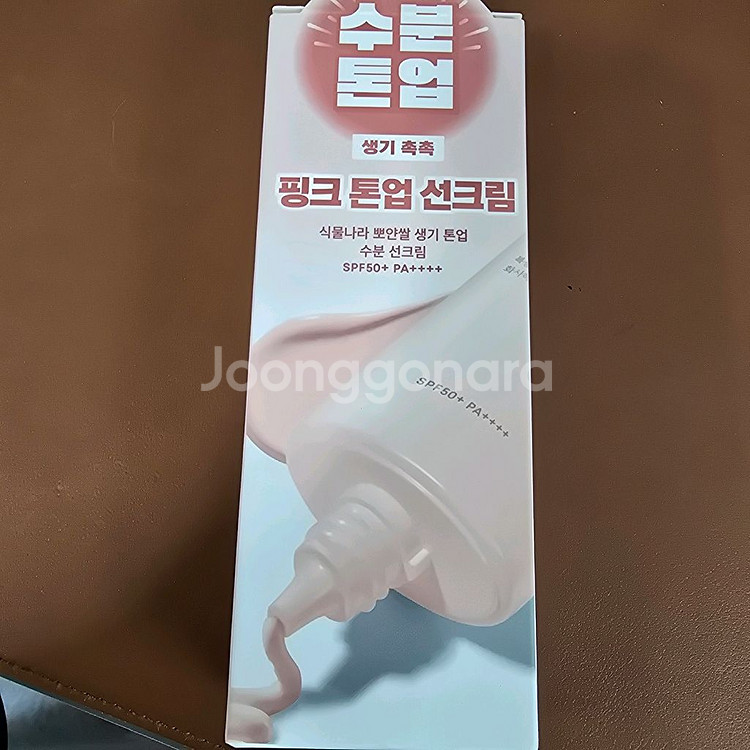 수분
톤업
생기 촉촉
핑크 톤업 선크림
식물나라 뽀얀쌀 생기 톤업
수분 선크림
SPF50+ PA++++
Joonggonara
SPF50+ PA++++